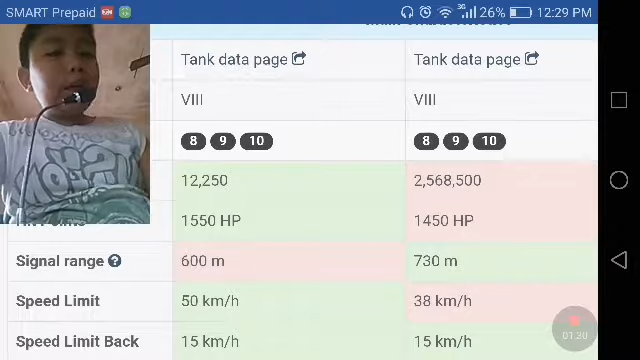 SMART Prepaid 26% 12:29 PM
Tank data page Tank data page
VIII VIII
8 9 10 8 9 10
12,250 2,568,500
1550 HP 1450 HP
Signal range ? 600 m 730 m
Speed Limit 50 km/h 38 km/h
Speed Limit Back 15 km/h 15 km/h
01:30